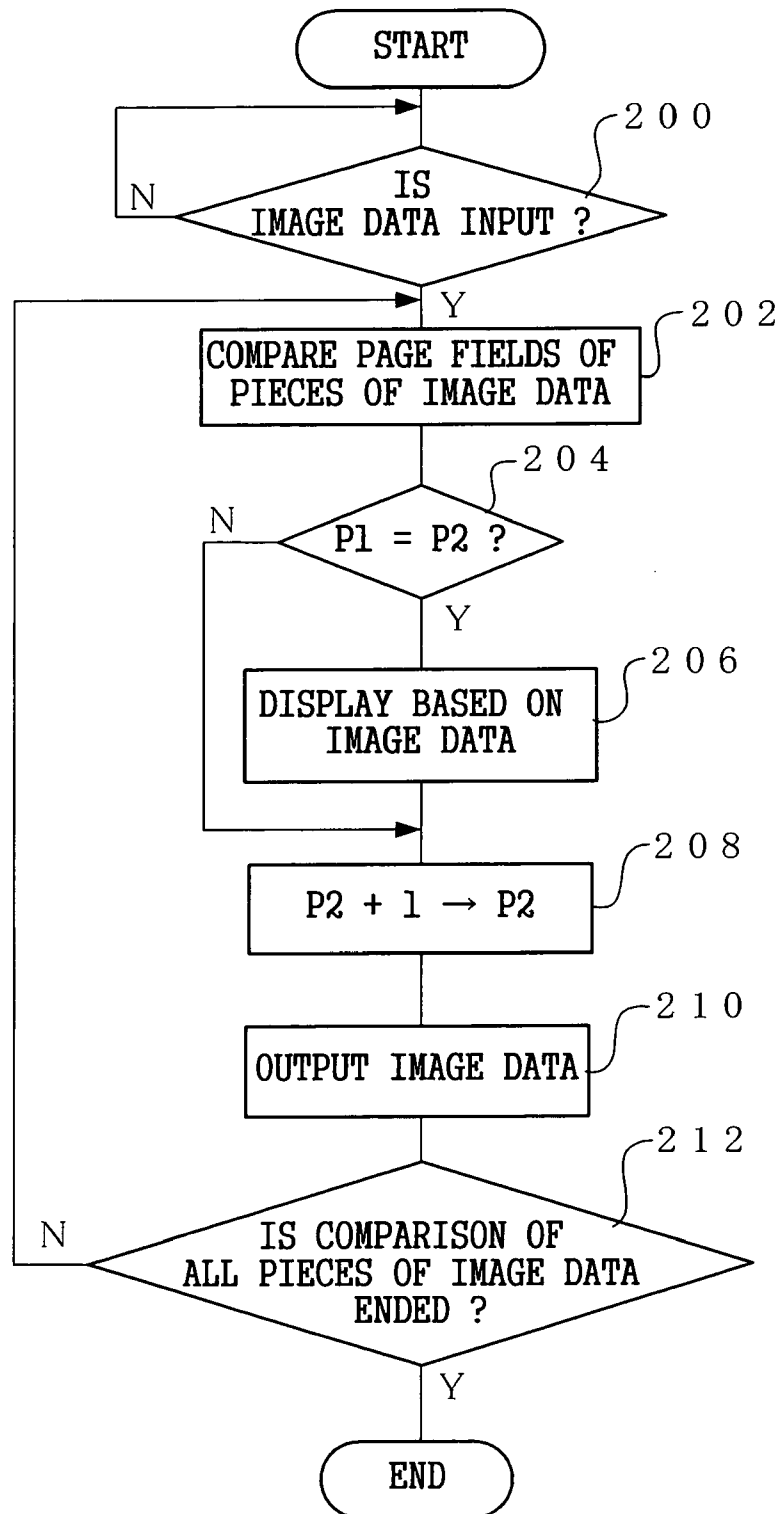 START
200
IS
IMAGE DATA INPUT ?
N
Y
202
COMPARE PAGE FIELDS OF
PIECES OF IMAGE DATA
204
N
P1 = P2 ?
Y
206
DISPLAY BASED ON
IMAGE DATA
208
P2 + 1 → P2
210
OUTPUT IMAGE DATA
212
N
IS COMPARISON OF
ALL PIECES OF IMAGE DATA
ENDED ?
Y
END